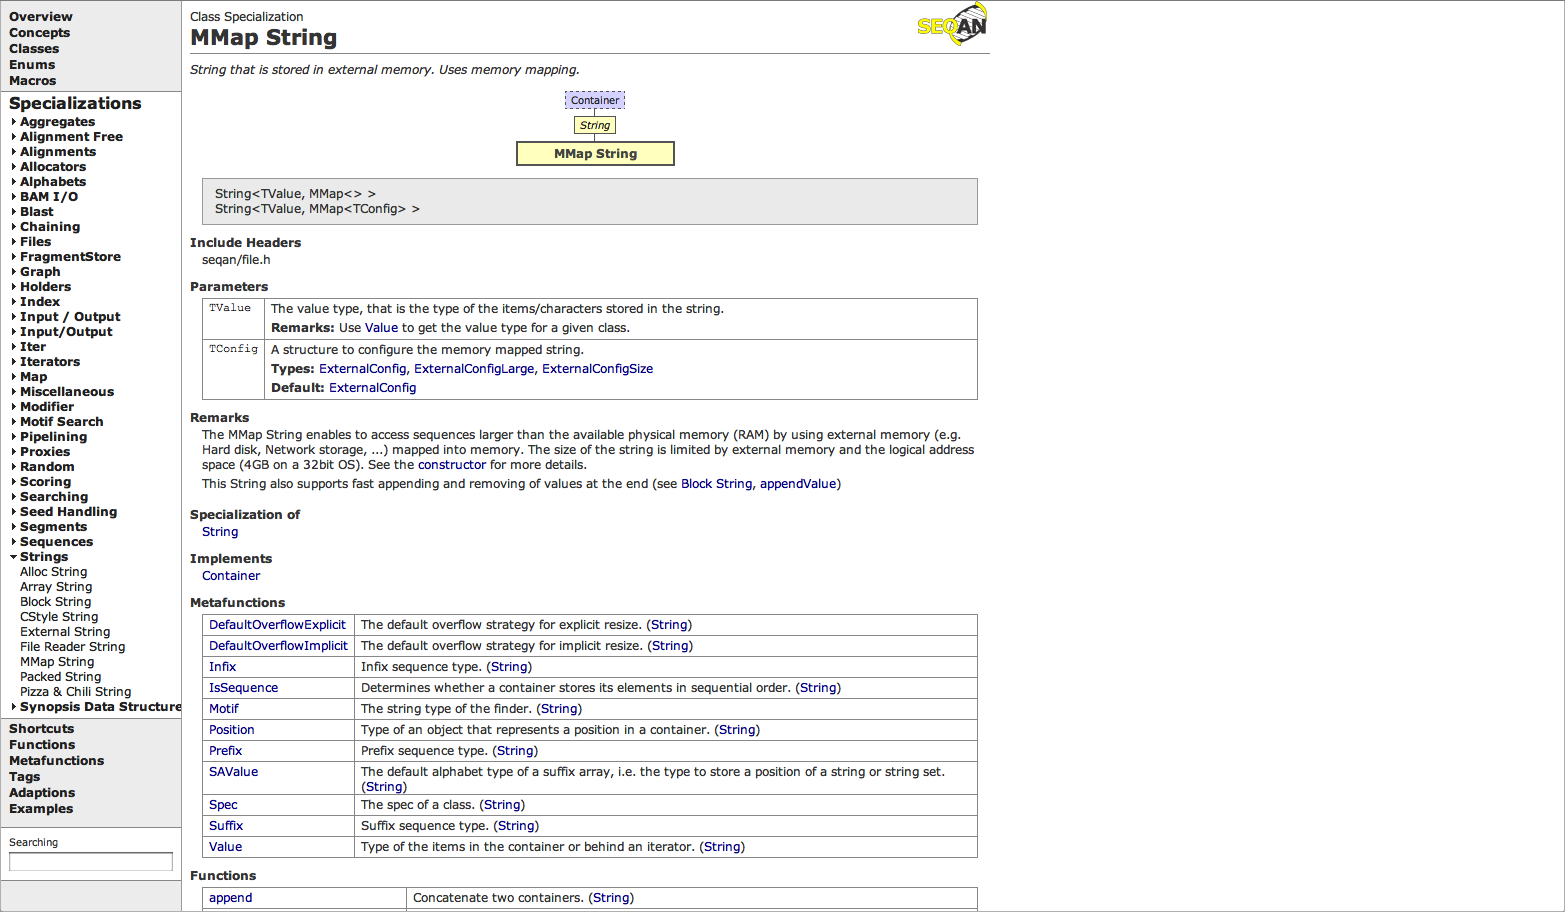 Overview
Concepts
Classes
Enums
Macros
Specializations
Aggregates
Alignment Free
Alignments
Allocators
Alphabets
BAM I/O
Blast
Chaining
Files
FragmentStore
Graph
Holders
Index
Input / Output
Input/Output
Iter
Iterators
Map
Miscellaneous
Modifier
Motif Search
Pipelining
Proxies
Random
Scoring
Searching
Seed Handling
Segments
Sequences
Strings
Alloc String
Array String
Block String
CStyle String
External String
File Reader String
MMap String
Packed String
Pizza & Chili String
Synopsis Data Structure
Shortcuts
Functions
Metafunctions
Tags
Adaptions
Examples
Searching
Class Specialization
SEQAN
MMap String
String that is stored in external memory. Uses memory mapping.
Container
String
MMap String
String<TValue, MMap<> >
String<TValue, MMap<TConfig> >
Include Headers
seqan/file.h
Parameters
TValue The value type, that is the type of the items/characters stored in the string.
Remarks: Use Value to get the value type for a given class.
TConfig A structure to configure the memory mapped string.
Types: ExternalConfig, ExternalConfigLarge, ExternalConfigSize
Default: ExternalConfig
Remarks
The MMap String enables to access sequences larger than the available physical memory (RAM) by using external memory (e.g.
Hard disk, Network storage, ...) mapped into memory. The size of the string is limited by external memory and the logical address
space (4GB on a 32bit OS). See the constructor for more details.
This String also supports fast appending and removing of values at the end (see Block String, appendValue)
Specialization of
String
Implements
Container
Metafunctions
DefaultOverflowExplicit The default overflow strategy for explicit resize. (String)
DefaultOverflowImplicit The default overflow strategy for implicit resize. (String)
Infix Infix sequence type. (String)
IsSequence Determines whether a container stores its elements in sequential order. (String)
Motif The string type of the finder. (String)
Position Type of an object that represents a position in a container. (String)
Prefix Prefix sequence type. (String)
SAValue The default alphabet type of a suffix array, i.e. the type to store a position of a string or string set.
(String)
Spec The spec of a class. (String)
Suffix Suffix sequence type. (String)
Value Type of the items in the container or behind an iterator. (String)
Functions
append Concatenate two containers. (String)